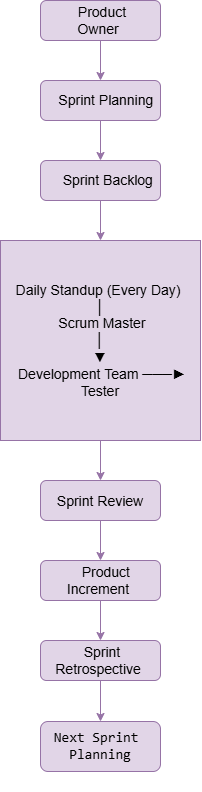 Product
Owner
Sprint Planning
Sprint Backlog
Daily Standup (Every Day)
│
Scrum Master
│
▼
Development Team ───►
Tester
Sprint Review
Product
Increment
Sprint
Retrospective
Next Sprint
Planning